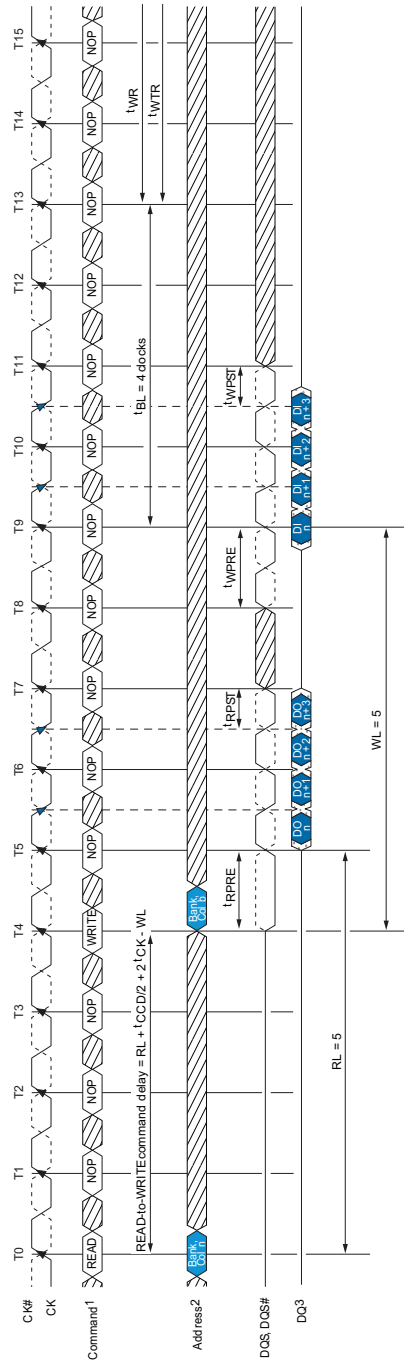 T0 T1 T2 T3 T4 T5 T6 T7 T8 T9 T10 T11 T12 T13 T14 T15
CK#
CK
Command1 READ NOP NOP NOP WRITE NOP NOP NOP NOP NOP NOP NOP NOP NOP NOP NOP
READ-to-WRITEcommand delay = RL + tCCD/2 + 2tCK - WL
tBL = 4 docks
tWR
tWTR
Address2
Bank, Col n
Bank, Col b
tRPRE
tRPST
tWPRE
tWPST
DQS, DQS#
DQ3
DO n
DO n+1
DO n+2
DO n+3
DI n
DI n+1
DI n+2
DI n+3
RL = 5
WL = 5